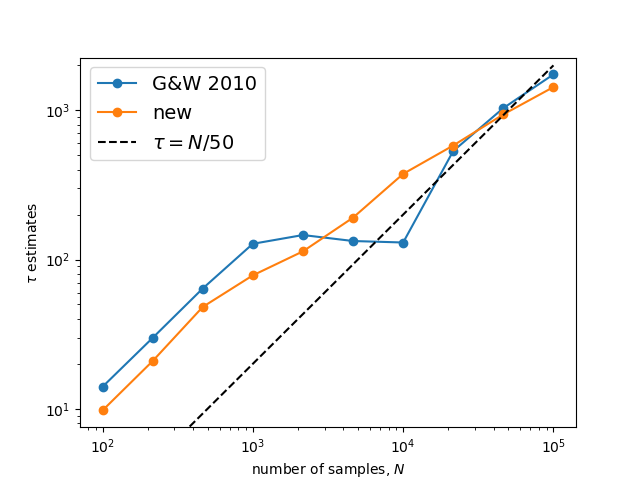 G&W 2010
new
τ = N/50
τ estimates
10³
10²
10¹
10²
10³
10⁴
10⁵
number of samples, N